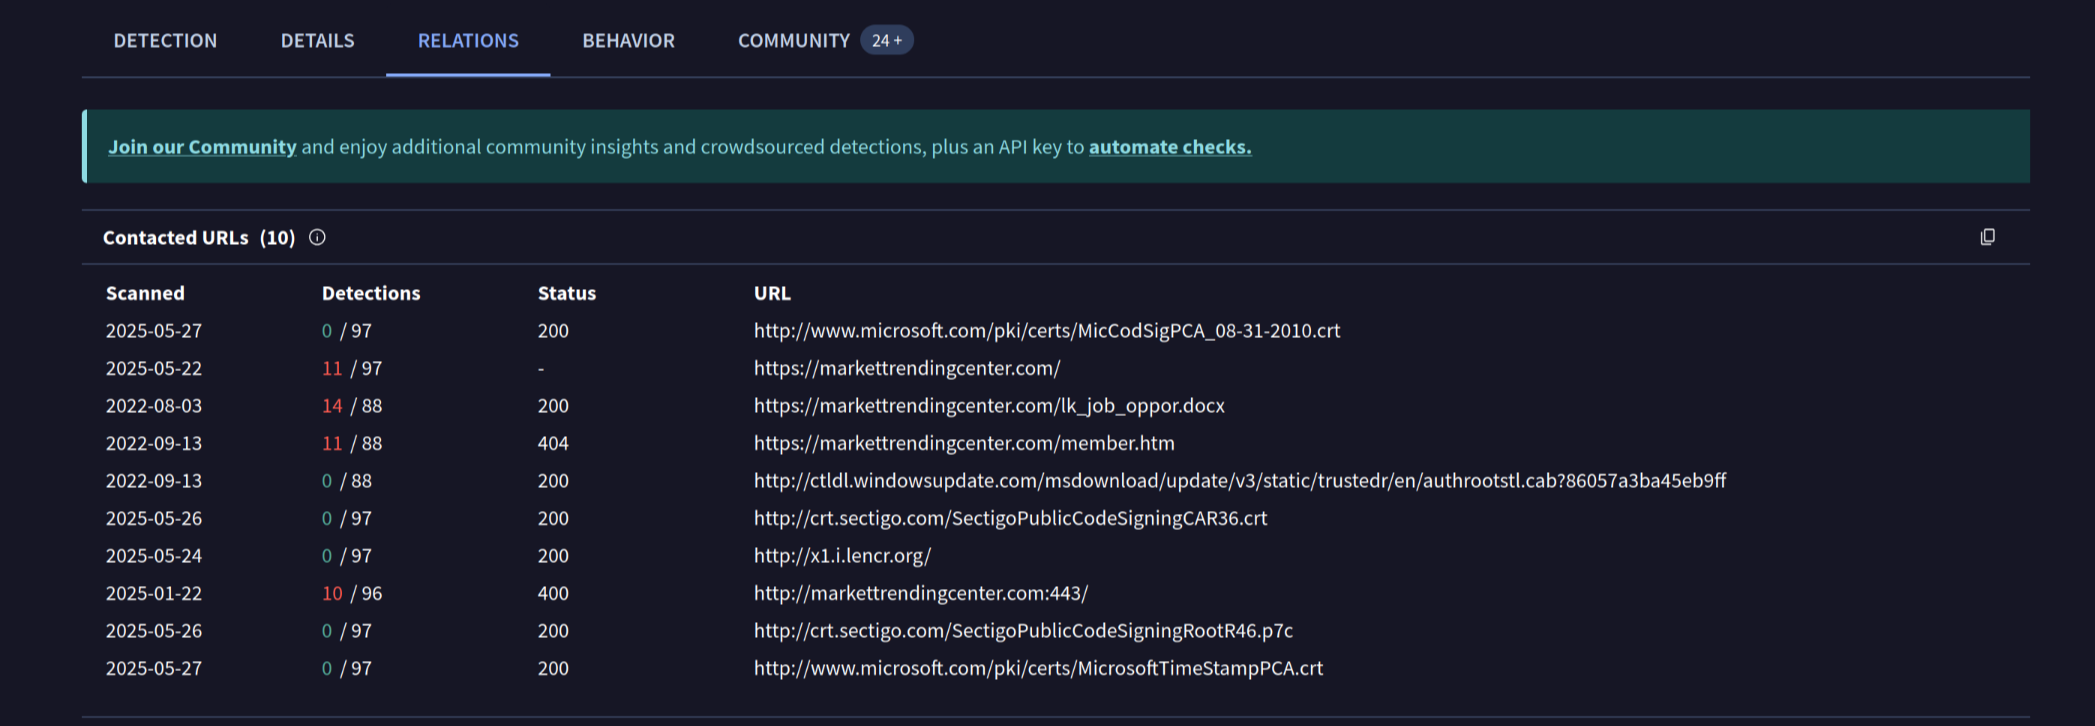 DETECTION DETAILS RELATIONS BEHAVIOR COMMUNITY 24 +
Join our Community and enjoy additional community insights and crowdsourced detections, plus an API key to automate checks.
Contacted URLs (10)
Scanned Detections Status URL
2025-05-27 0 / 97 200 http://www.microsoft.com/pki/certs/MicCodSigPCA_08-31-2010.crt
2025-05-22 11 / 97 - https://markettrendingcenter.com/
2022-08-03 14 / 88 200 https://markettrendingcenter.com/lk_job_oppor.docx
2022-09-13 11 / 88 404 https://markettrendingcenter.com/member.htm
2022-09-13 0 / 88 200 http://ctldl.windowsupdate.com/msdownload/update/v3/static/trustedr/en/authrootstl.cab?86057a3ba45eb9ff
2025-05-26 0 / 97 200 http://crt.sectigo.com/SectigoPublicCodeSigningCAR36.crt
2025-05-24 0 / 97 200 http://x1.i.lencr.org/
2025-01-22 10 / 96 400 http://markettrendingcenter.com:443/
2025-05-26 0 / 97 200 http://crt.sectigo.com/SectigoPublicCodeSigningRootR46.p7c
2025-05-27 0 / 97 200 http://www.microsoft.com/pki/certs/MicrosoftTimeStampPCA.crt